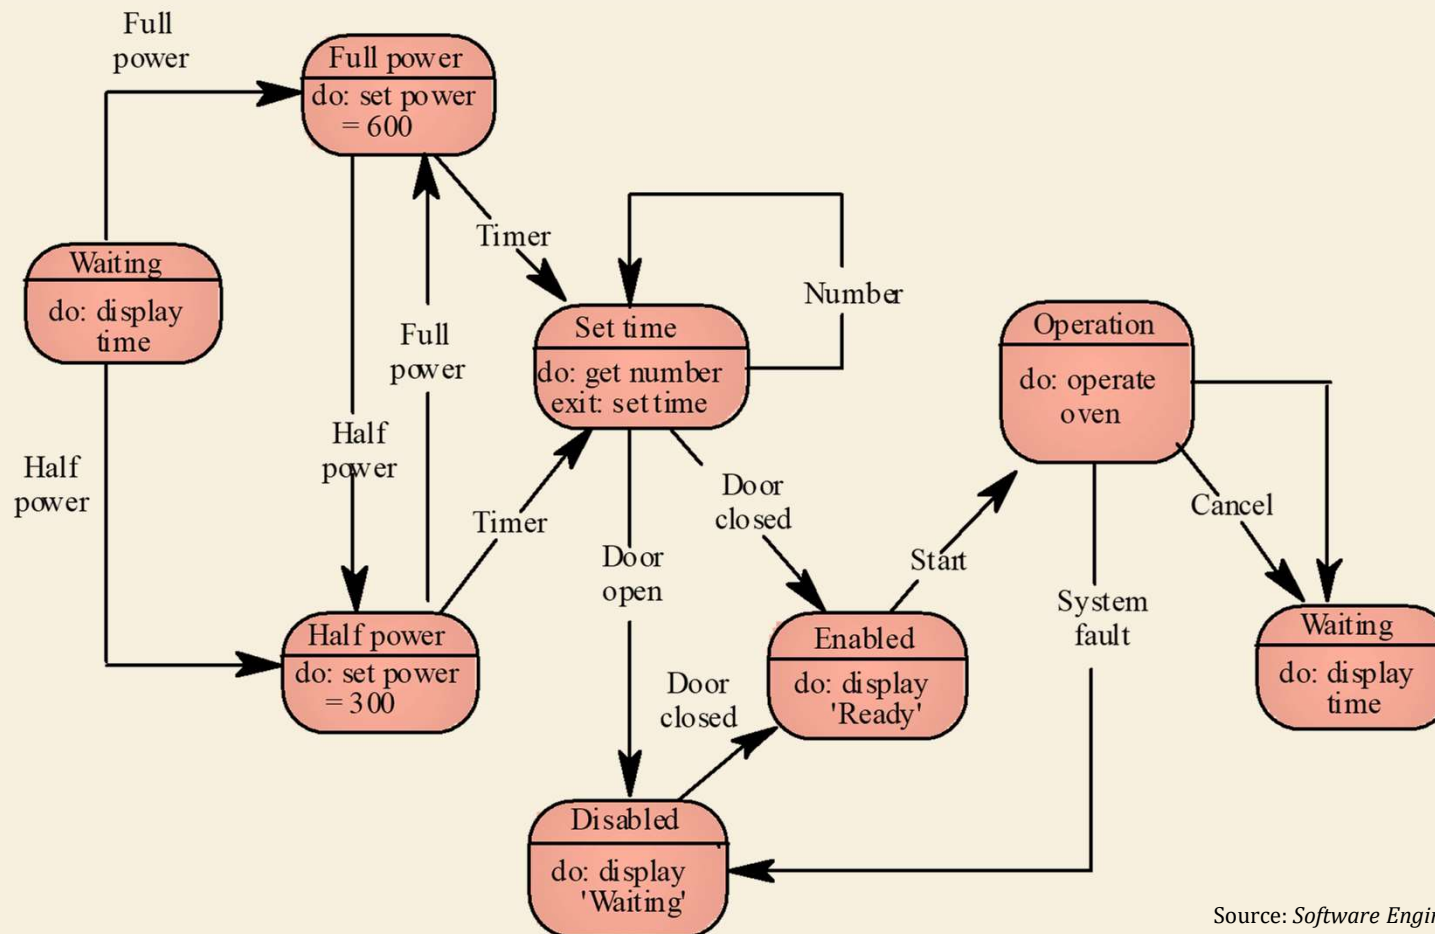 Full
power
Full power
do: set power
= 600
Timer
Waiting
do: display
time
Full
power
Number
Set time
do: get number
exit: set time
Operation
do: operate
oven
Half
power
Half
power
Timer
Door
closed
Door
open
Start
Cancel
System
fault
Half power
do: set power
= 300
Door
closed
Enabled
do: display
'Ready'
Waiting
do: display
time
Disabled
do: display
'Waiting'
Source: Software Engin